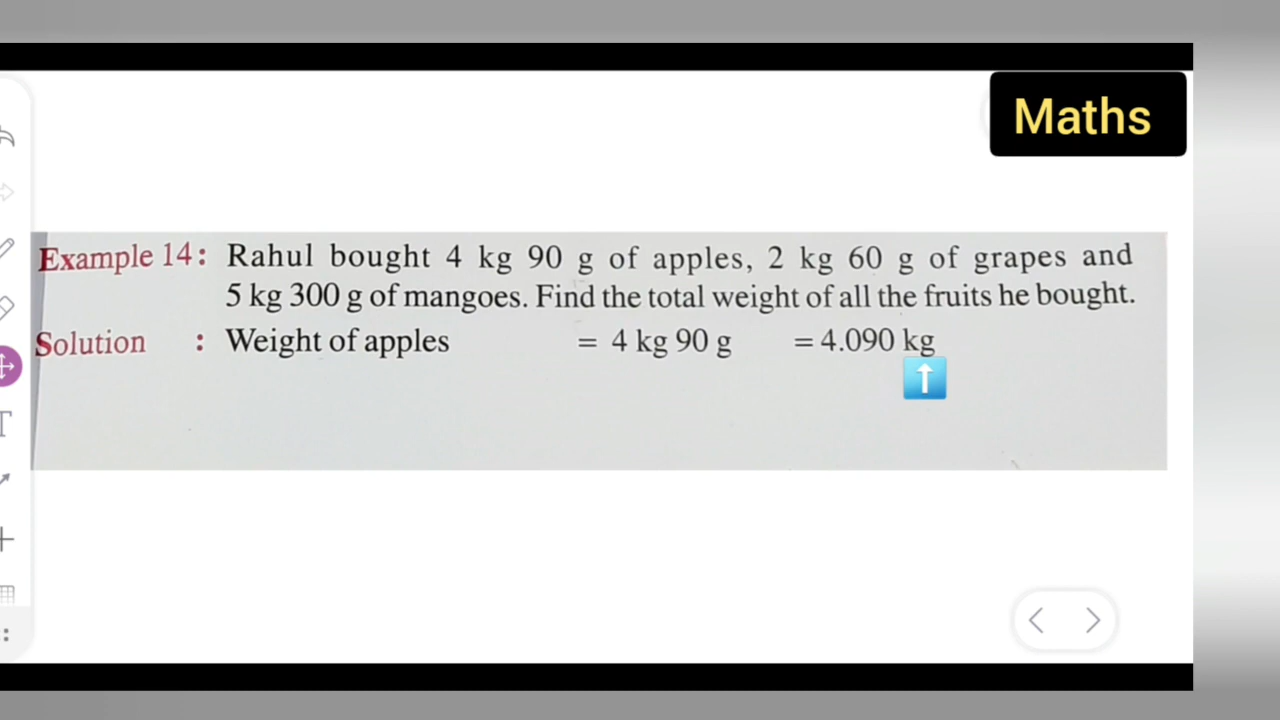 Maths
Example 14: Rahul bought 4 kg 90 g of apples, 2 kg 60 g of grapes and
5 kg 300 g of mangoes. Find the total weight of all the fruits he bought.
Solution : Weight of apples = 4 kg 90 g = 4.090 kg